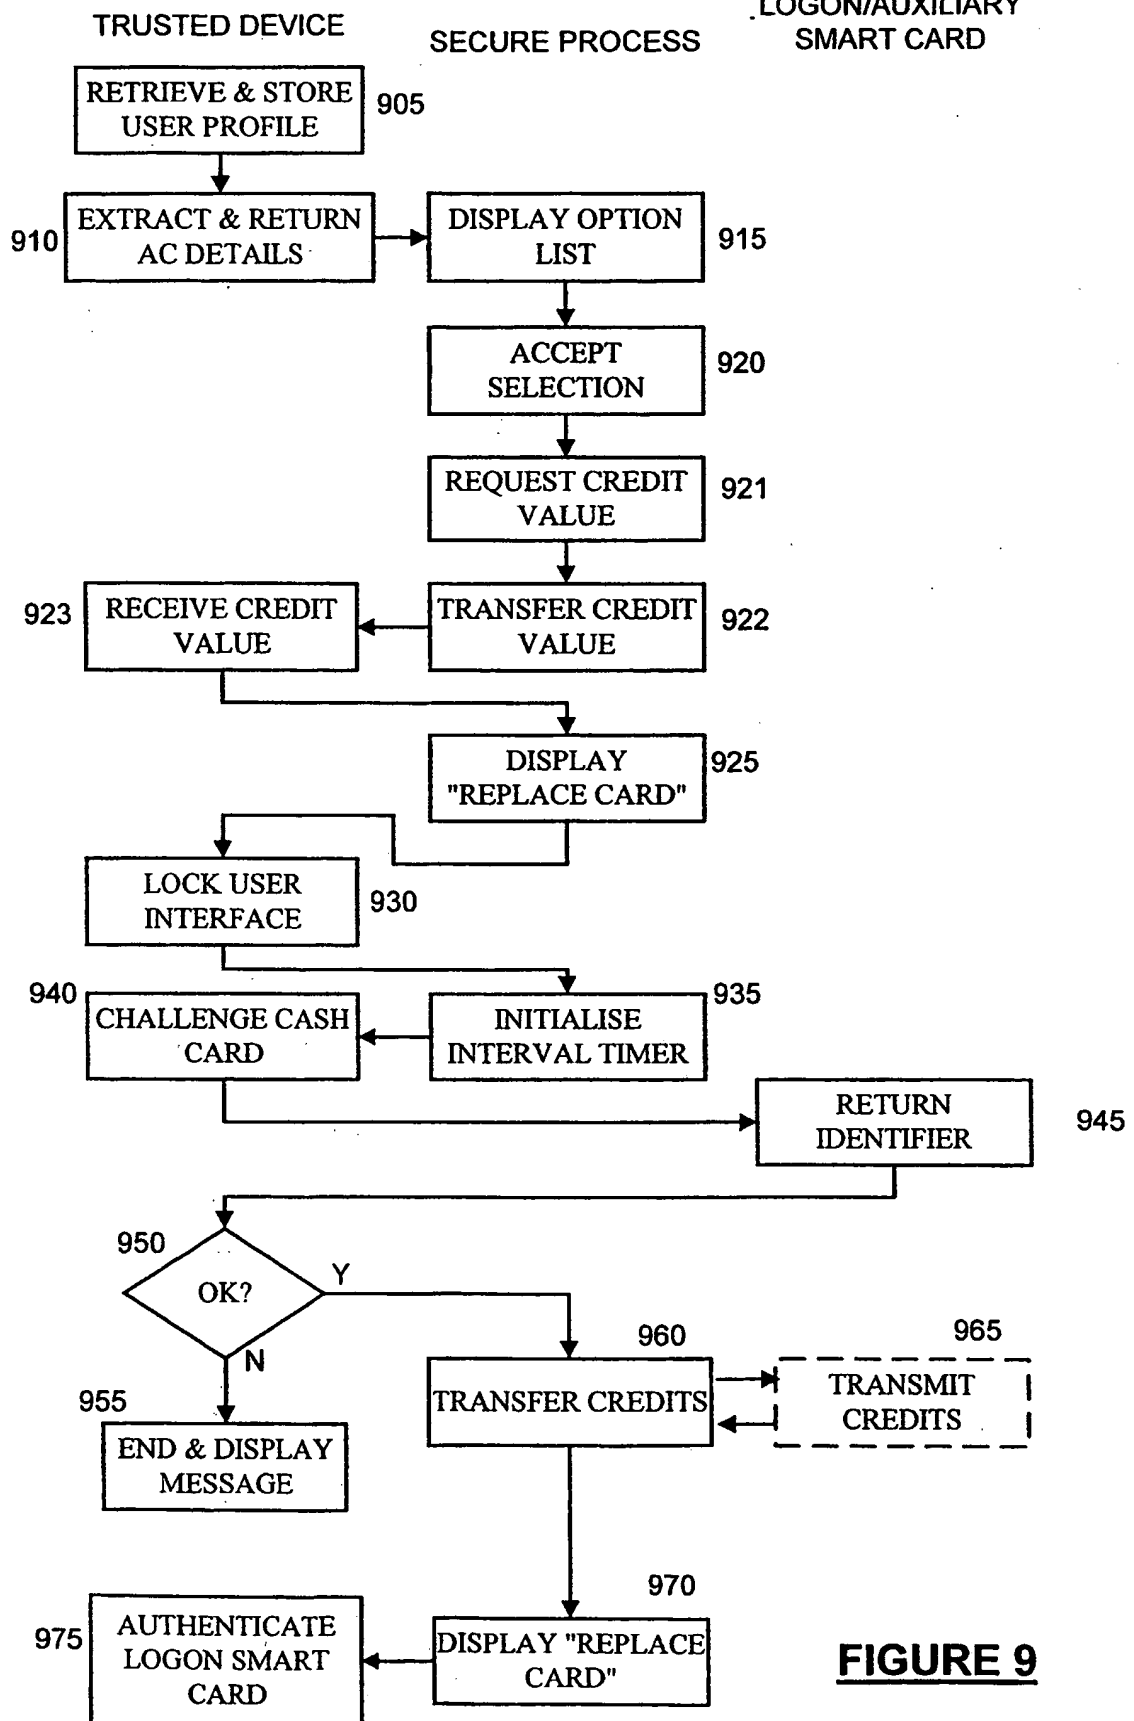 TRUSTED DEVICE
SECURE PROCESS
LOGON/AUXILIARY
SMART CARD
RETRIEVE & STORE
USER PROFILE
905
910
EXTRACT & RETURN
AC DETAILS
DISPLAY OPTION
LIST
915
ACCEPT
SELECTION
920
REQUEST CREDIT
VALUE
921
923
RECEIVE CREDIT
VALUE
TRANSFER CREDIT
VALUE
922
DISPLAY
"REPLACE CARD"
925
LOCK USER
INTERFACE
930
940
CHALLENGE CASH
CARD
935
INITIALISE
INTERVAL TIMER
RETURN
IDENTIFIER
945
950
OK?
Y
N
955
END & DISPLAY
MESSAGE
960
TRANSFER CREDITS
965
TRANSMIT
CREDITS
970
DISPLAY "REPLACE
CARD"
975
AUTHENTICATE
LOGON SMART
CARD
FIGURE 9